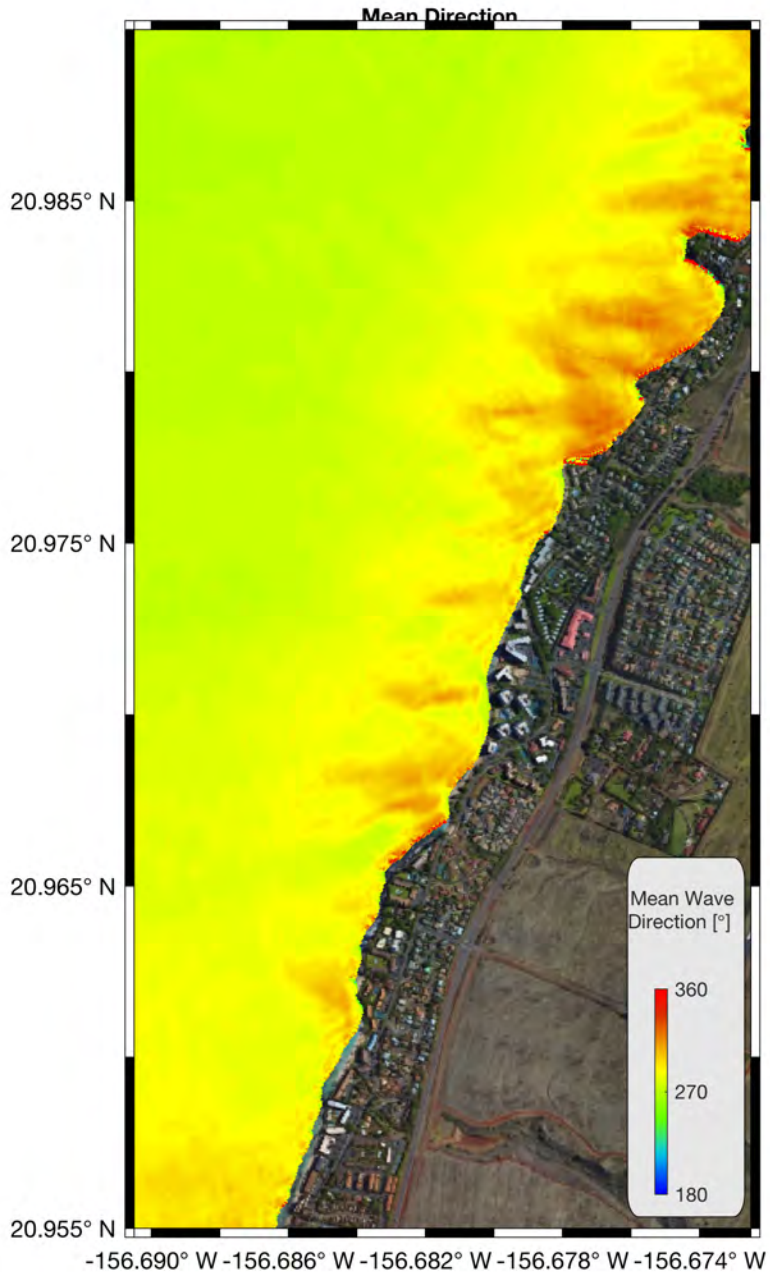 Mean Direction
20.985° N
20.975° N
20.965° N
20.955° N
Mean Wave
Direction [°]
360
270
180
-156.690° W -156.686° W -156.682° W -156.678° W -156.674° W